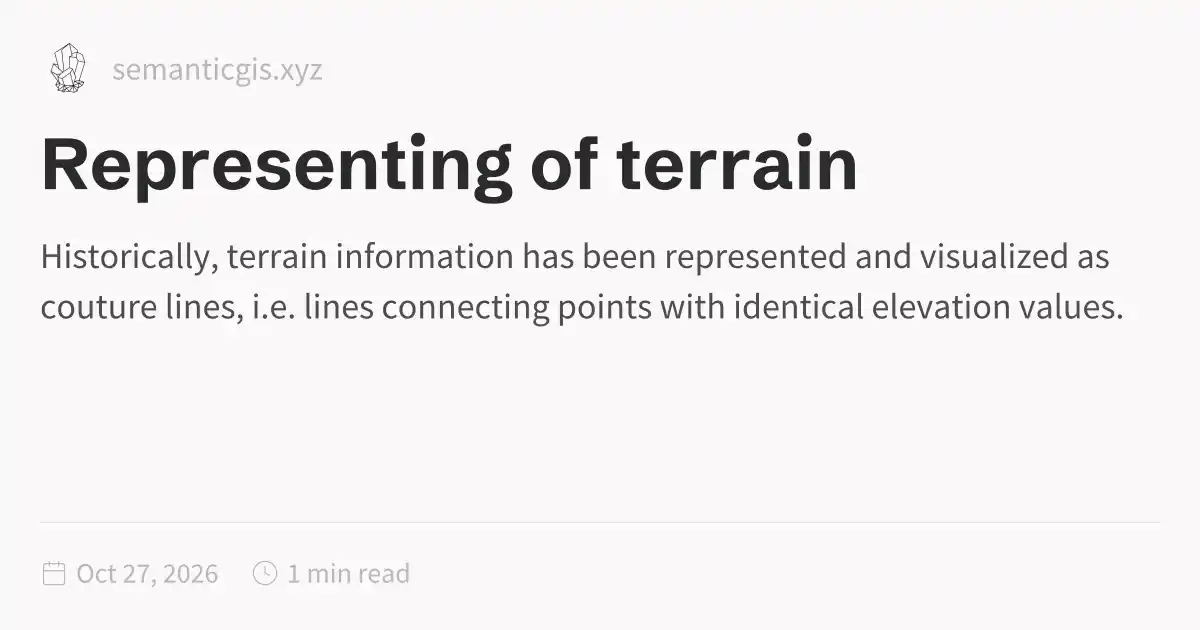 semanticgis.xyz
Representing of terrain
Historically, terrain information has been represented and visualized as
couture lines, i.e. lines connecting points with identical elevation values.
Oct 27, 2026 1 min read